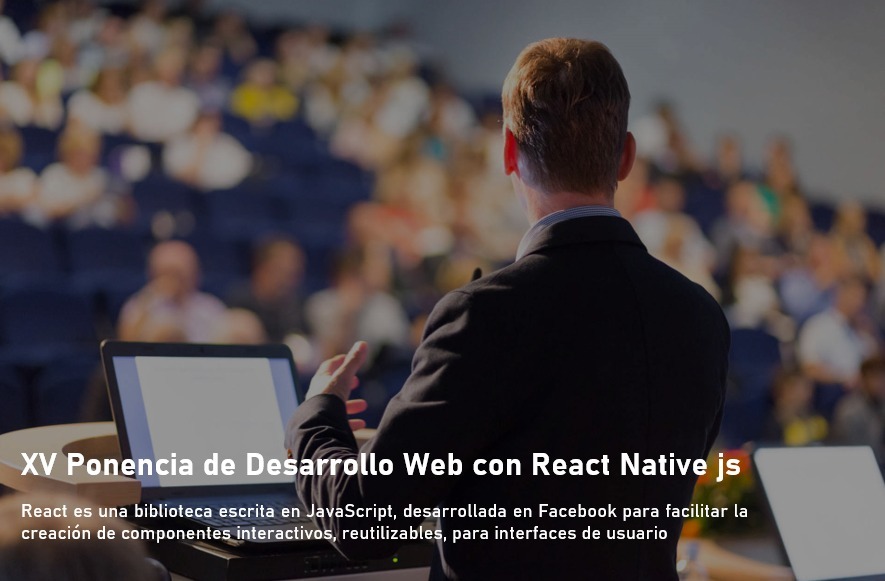 XV Ponencia de Desarrollo Web con React Native js
React es una biblioteca escrita en JavaScript, desarrollada en Facebook para facilitar la
creación de componentes interactivos, reutilizables, para interfaces de usuario